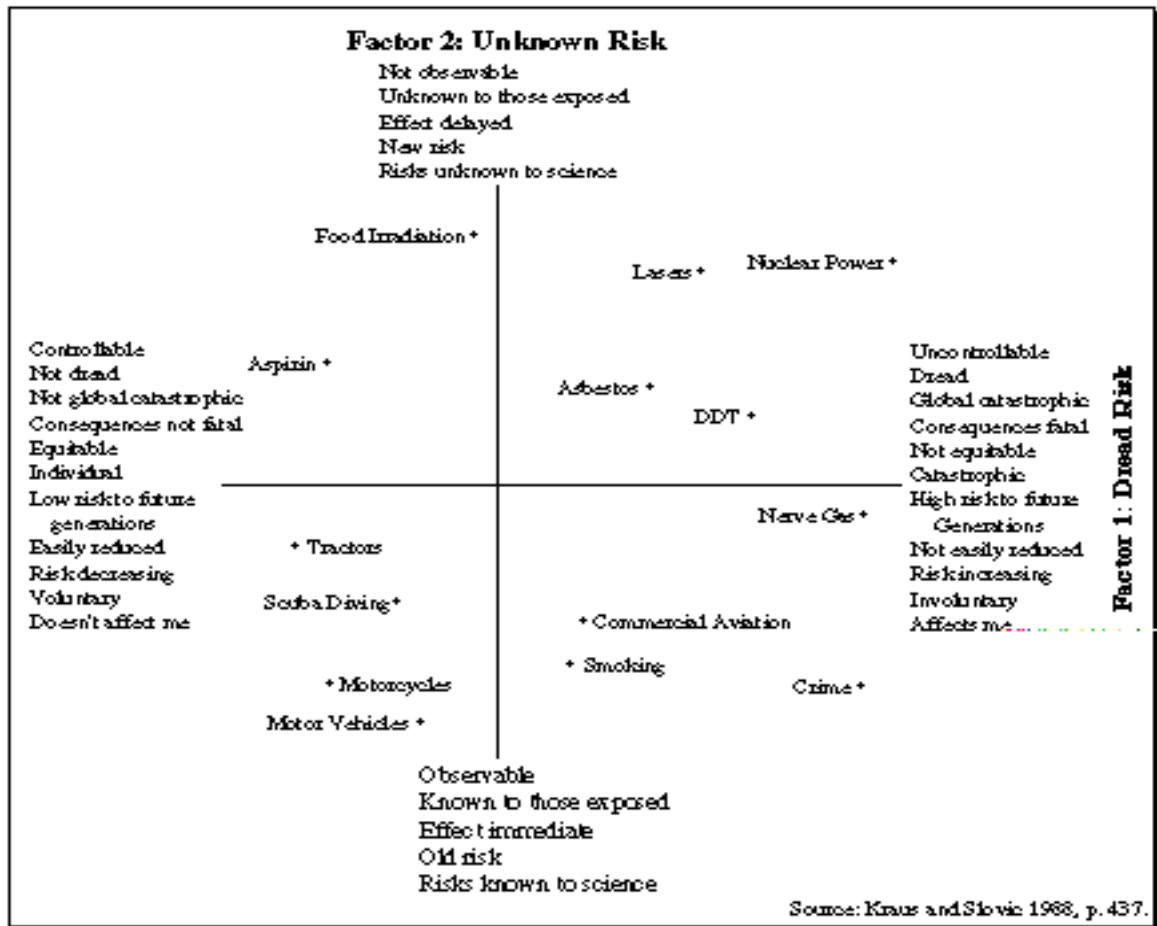 Factor 2: Unknown Risk
Not observable
Unknown to those exposed
Effect delayed
New risk
Risks unknown to science
Food Irradiation
Lasers
Nuclear Power
Aspirin
Asbestos
DDT
Controllable
Not dread
Not global catastrophic
Consequences not fatal
Equitable
Individual
Low risk to future
generations
Easily reduced
Risk decreasing
Voluntary
Doesn't affect me
Uncontrollable
Dread
Global catastrophic
Consequences fatal
Not equitable
Catastrophic
High risk to future
Generations
Not easily reduced
Risk increasing
Involuntary
Affects me
Factor 1: Dread Risk
Nerve Gas
Tractors
Scuba Diving
Commercial Aviation
Smoking
Crime
Motorcycles
Motor Vehicles
Observable
Known to those exposed
Effect immediate
Old risk
Risks known to science
Source: Kraus and Slovic 1988, p. 437.